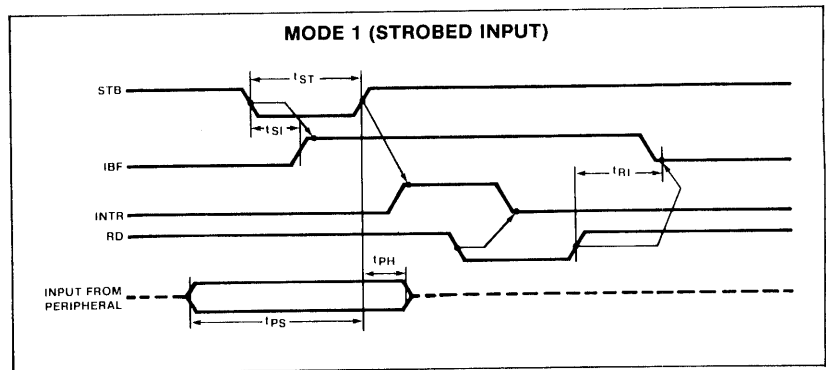 MODE 1 (STROBED INPUT)
tST
STB
tSI
IBF
tRI
INTR
RD
tPH
INPUT FROM
PERIPHERAL
tPS